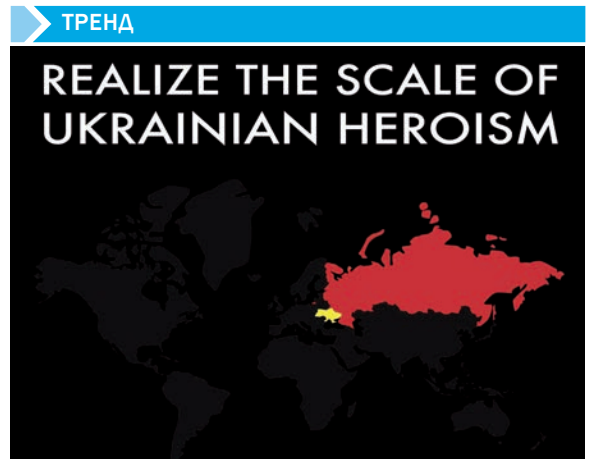 ТРЕНД
REALIZE THE SCALE OF
UKRAINIAN HEROISM